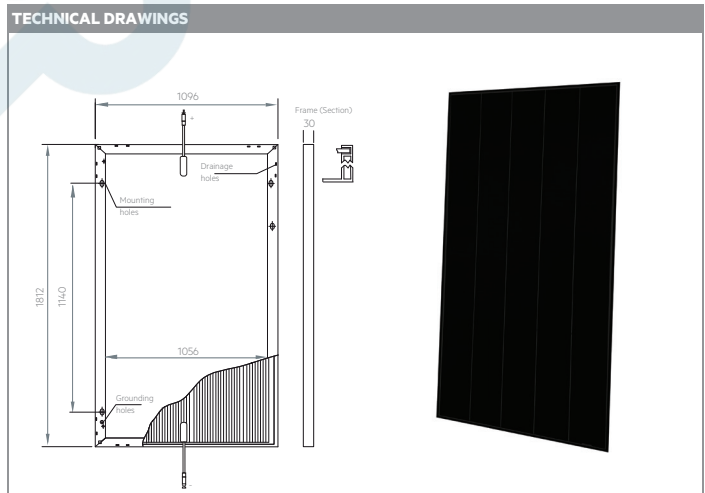 TECHNICAL DRAWINGS
1096
Frame (Section)
30
+
Drainage
holes
Mounting
holes
1812
1140
1056
Grounding
holes
-